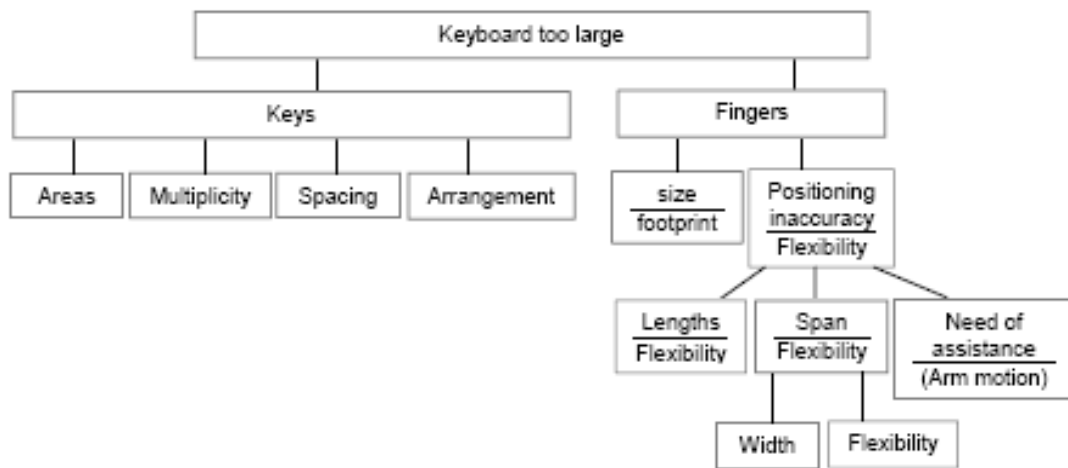 Keyboard too large
Keys
Fingers
Areas
Multiplicity
Spacing
Arrangement
size
footprint
Positioning
inaccuracy
Flexibility
Lengths
Flexibility
Span
Flexibility
Need of
assistance
(Arm motion)
Width
Flexibility